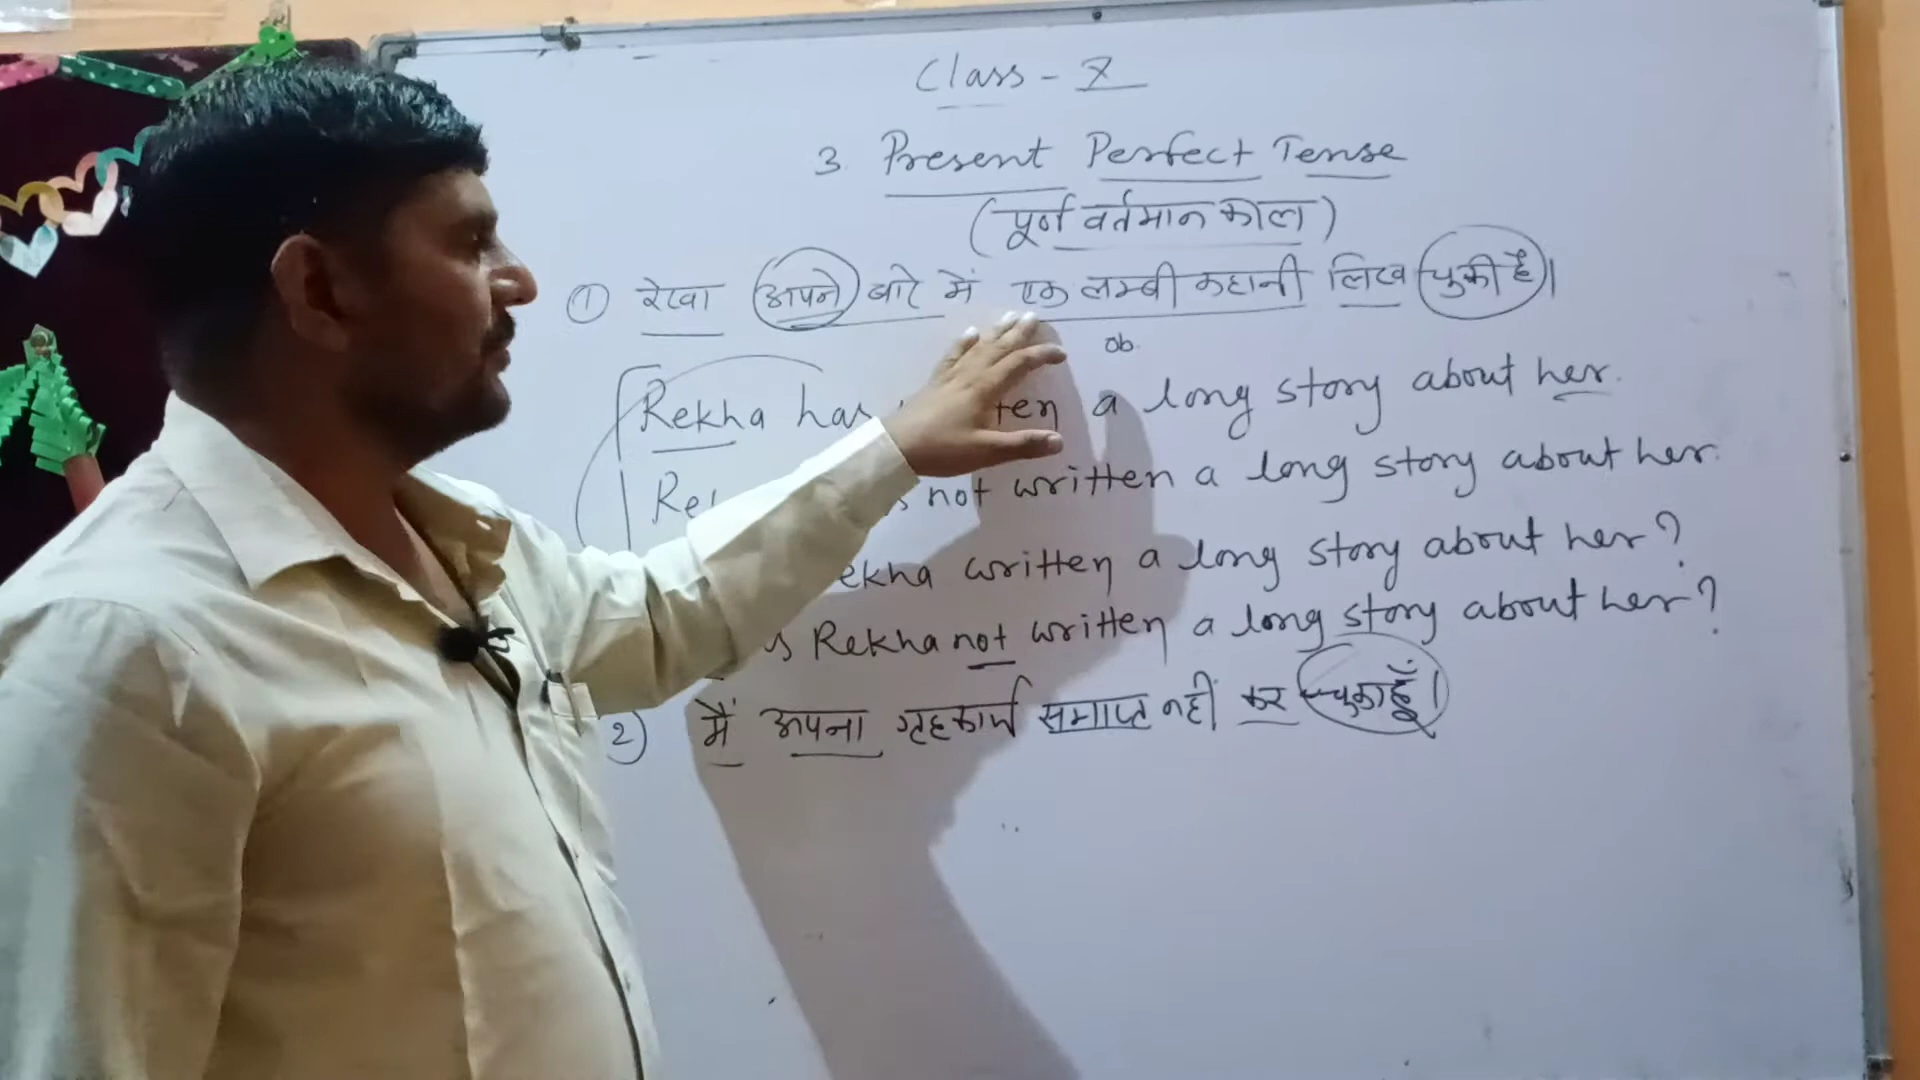 Class - 7
3. Present Perfect Tense
(पूर्ण वर्तमान काल)
① रेखा अपने बारे में एक लम्बी कहानी लिख चुकी है।
ob.
Rekha has ten a long story about her.
Re not written a long story about her.
ekha written a long story about her?
s Rekha not written a long story about her?
2) मैं अपना गृहकार्य समाप्त नहीं कर चुका हूँ।